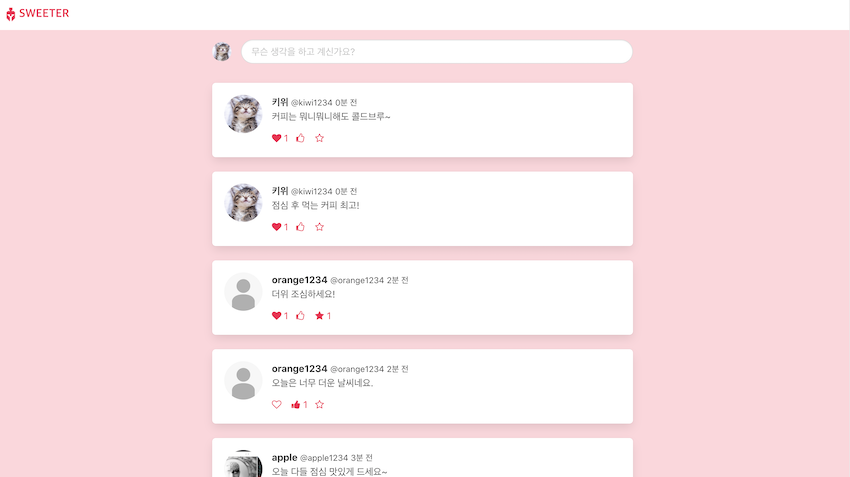 SWEETER
무슨 생각을 하고 계신가요?
키위 @kiwi1234 0분 전
커피는 뭐니뭐니해도 콜드브루~
1
키위 @kiwi1234 0분 전
점심 후 먹는 커피 최고!
1
orange1234 @orange1234 2분 전
더위 조심하세요!
1 1
orange1234 @orange1234 2분 전
오늘은 너무 더운 날씨네요.
1
apple @apple1234 3분 전
오늘 다들 점심 맛있게 드세요~